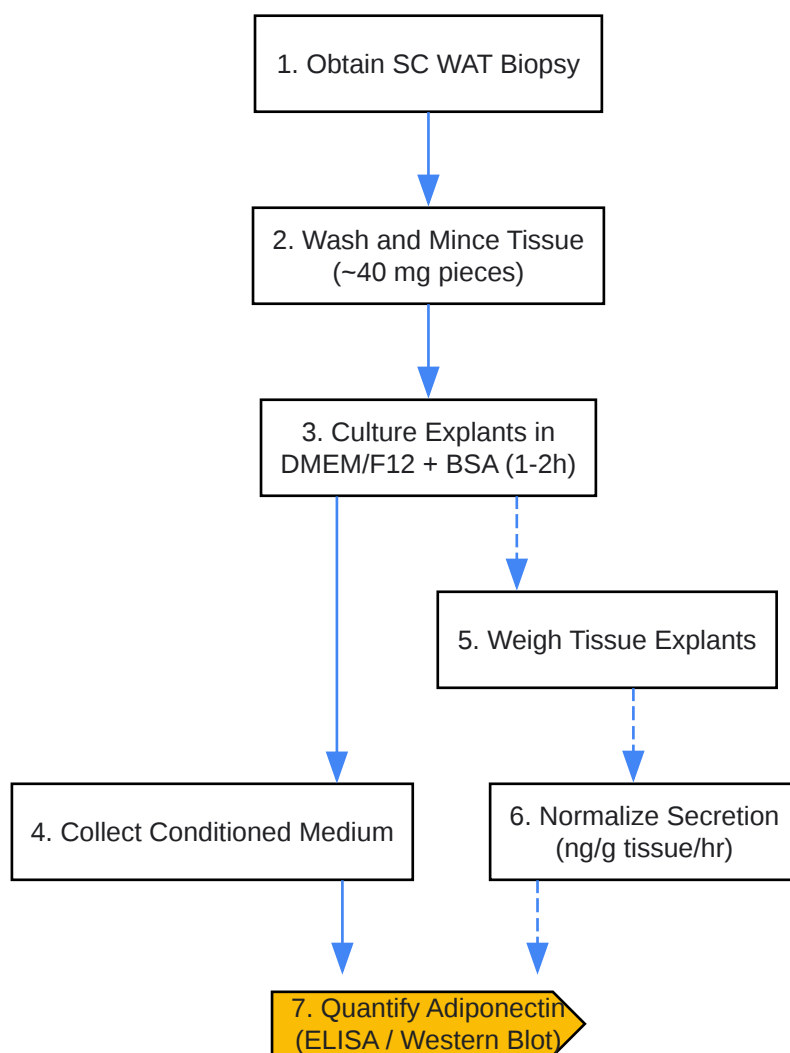 1. Obtain SC WAT Biopsy
2. Wash and Mince Tissue
(~40 mg pieces)
3. Culture Explants in
DMEM/F12 + BSA (1-2h)
5. Weigh Tissue Explants
4. Collect Conditioned Medium
6. Normalize Secretion
(ng/g tissue/hr)
7. Quantify Adiponectin
(ELISA / Western Blot)